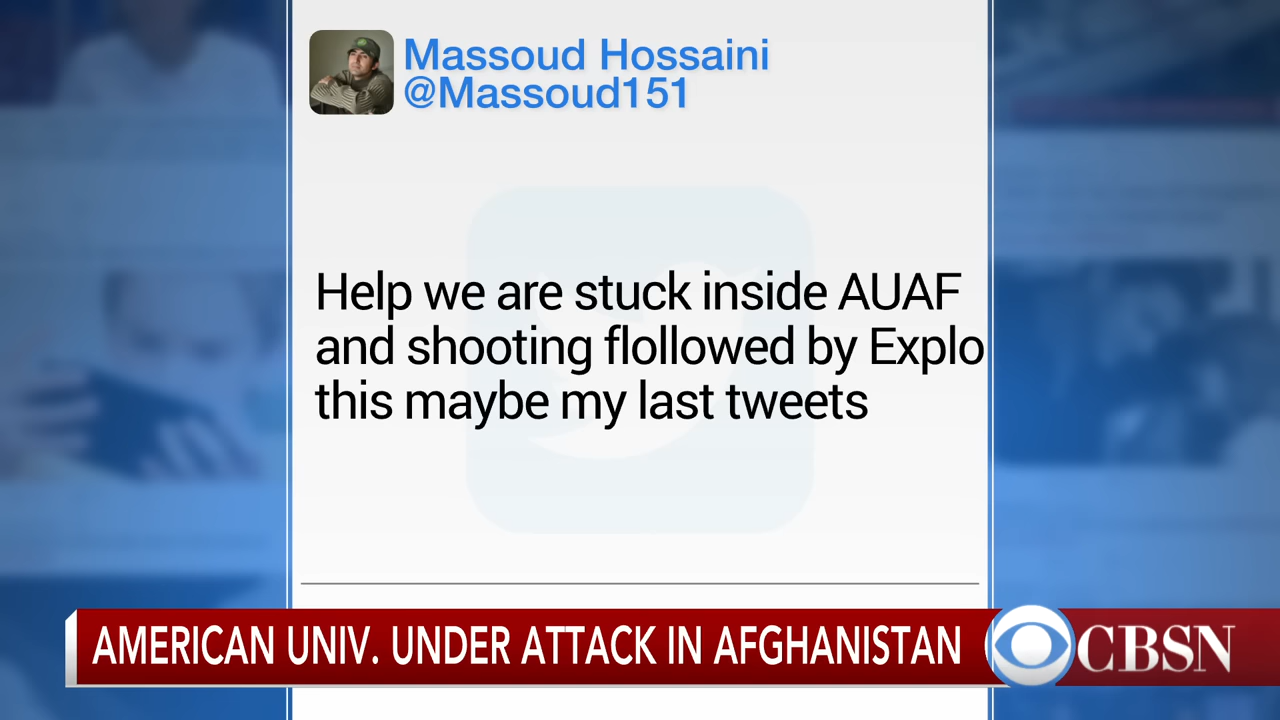 Massoud Hossaini
@Massoud151
Help we are stuck inside AUAF
and shooting flollowed by Explo
this maybe my last tweets
AMERICAN UNIV. UNDER ATTACK IN AFGHANISTAN
CBSN